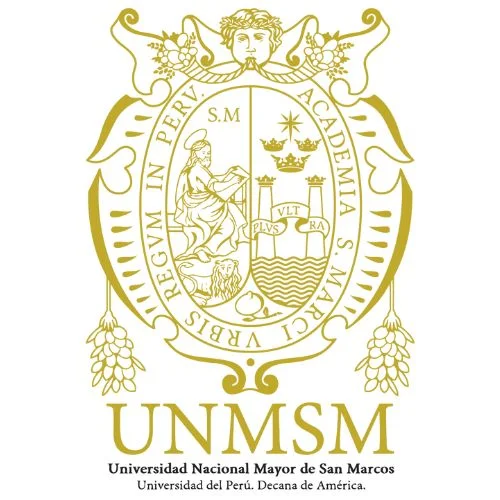 ACADEMIA S. MARCI VRBIS REGVM IN PERV.
S.M
PLVS VLT RA
UNMSM
Universidad Nacional Mayor de San Marcos
Universidad del Perú. Decana de América.